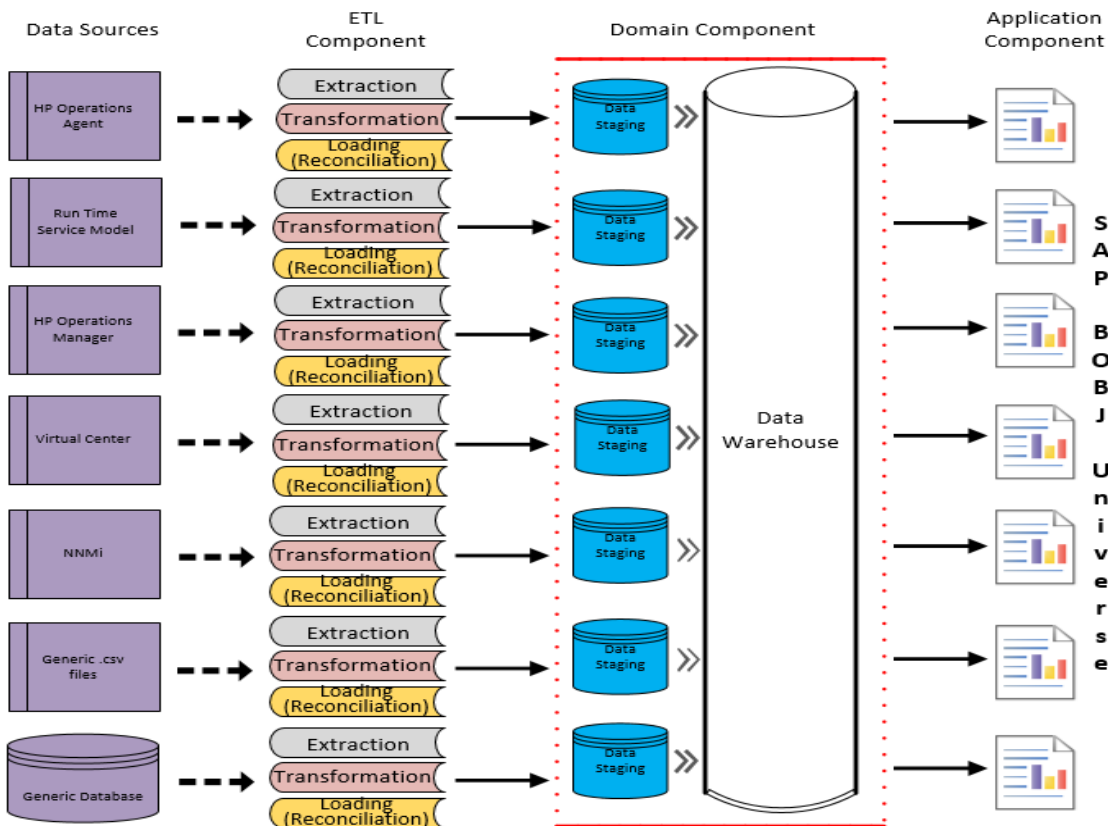 Data Sources
ETL
Component
Domain Component
Application
Component
HP Operations
Agent
Extraction
Transformation
Loading
(Reconciliation)
Data
Staging
Run Time
Service Model
Extraction
Transformation
Loading
(Reconciliation)
Data
Staging
HP Operations
Manager
Extraction
Transformation
Loading
(Reconciliation)
Data
Staging
Virtual Center
Extraction
Transformation
Loading
(Reconciliation)
Data
Staging
NNMi
Extraction
Transformation
Loading
(Reconciliation)
Data
Staging
Generic .csv
files
Extraction
Transformation
Loading
(Reconciliation)
Data
Staging
Generic Database
Extraction
Transformation
Loading
(Reconciliation)
Data
Staging
Data
Warehouse
SAP BOBJ Universe